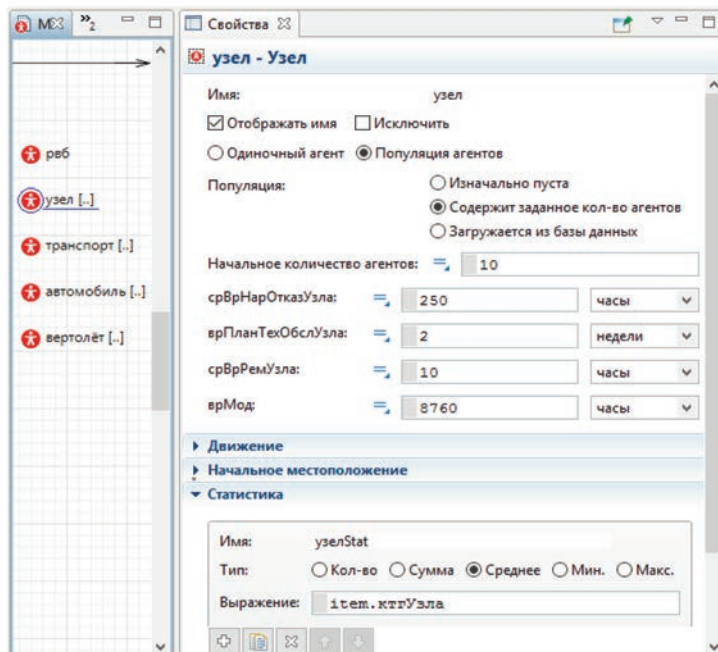 М
»2
Свойства
узел - Узел
Имя: узел
Отображать имя Исключить
Одиночный агент Популяция агентов
Популяция: Изначально пуста
Содержит заданное кол-во агентов
Загружается из базы данных
Начальное количество агентов: 10
срВрНарОтказУзла: 250 часы
врПланТехОбслУзла: 2 недели
срВрРемУзла: 10 часы
врМод: 8760 часы
Движение
Начальное местоположение
Статистика
Имя: узелStat
Тип: Кол-во Сумма Среднее Мин. Макс.
Выражение: item.ктгУзла
рвб
узел [..]
транспорт [..]
автомобиль [..]
вертолёт [..]